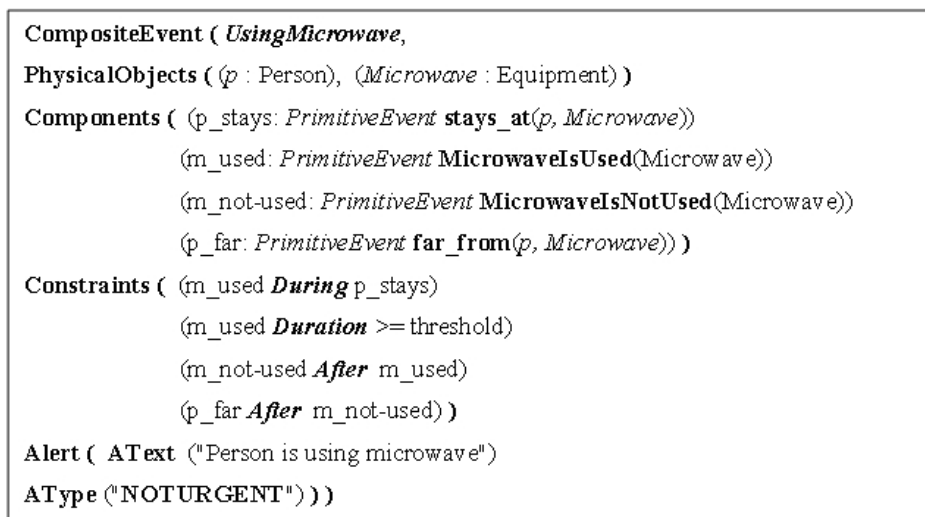 CompositeEvent ( UsingMicrowave,
PhysicalObjects ( (p : Person), (Microwave : Equipment) )
Components ( (p_stays: PrimitiveEvent stays_at(p, Microwave))
(m_used: PrimitiveEvent MicrowaveIsUsed(Microwave))
(m_not-used: PrimitiveEvent MicrowaveIsNotUsed(Microwave))
(p_far: PrimitiveEvent far_from(p, Microwave)) )
Constraints ( (m_used During p_stays)
(m_used Duration >= threshold)
(m_not-used After m_used)
(p_far After m_not-used) )
Alert ( AText ("Person is using microwave")
AType ("NOTURGENT") ) )